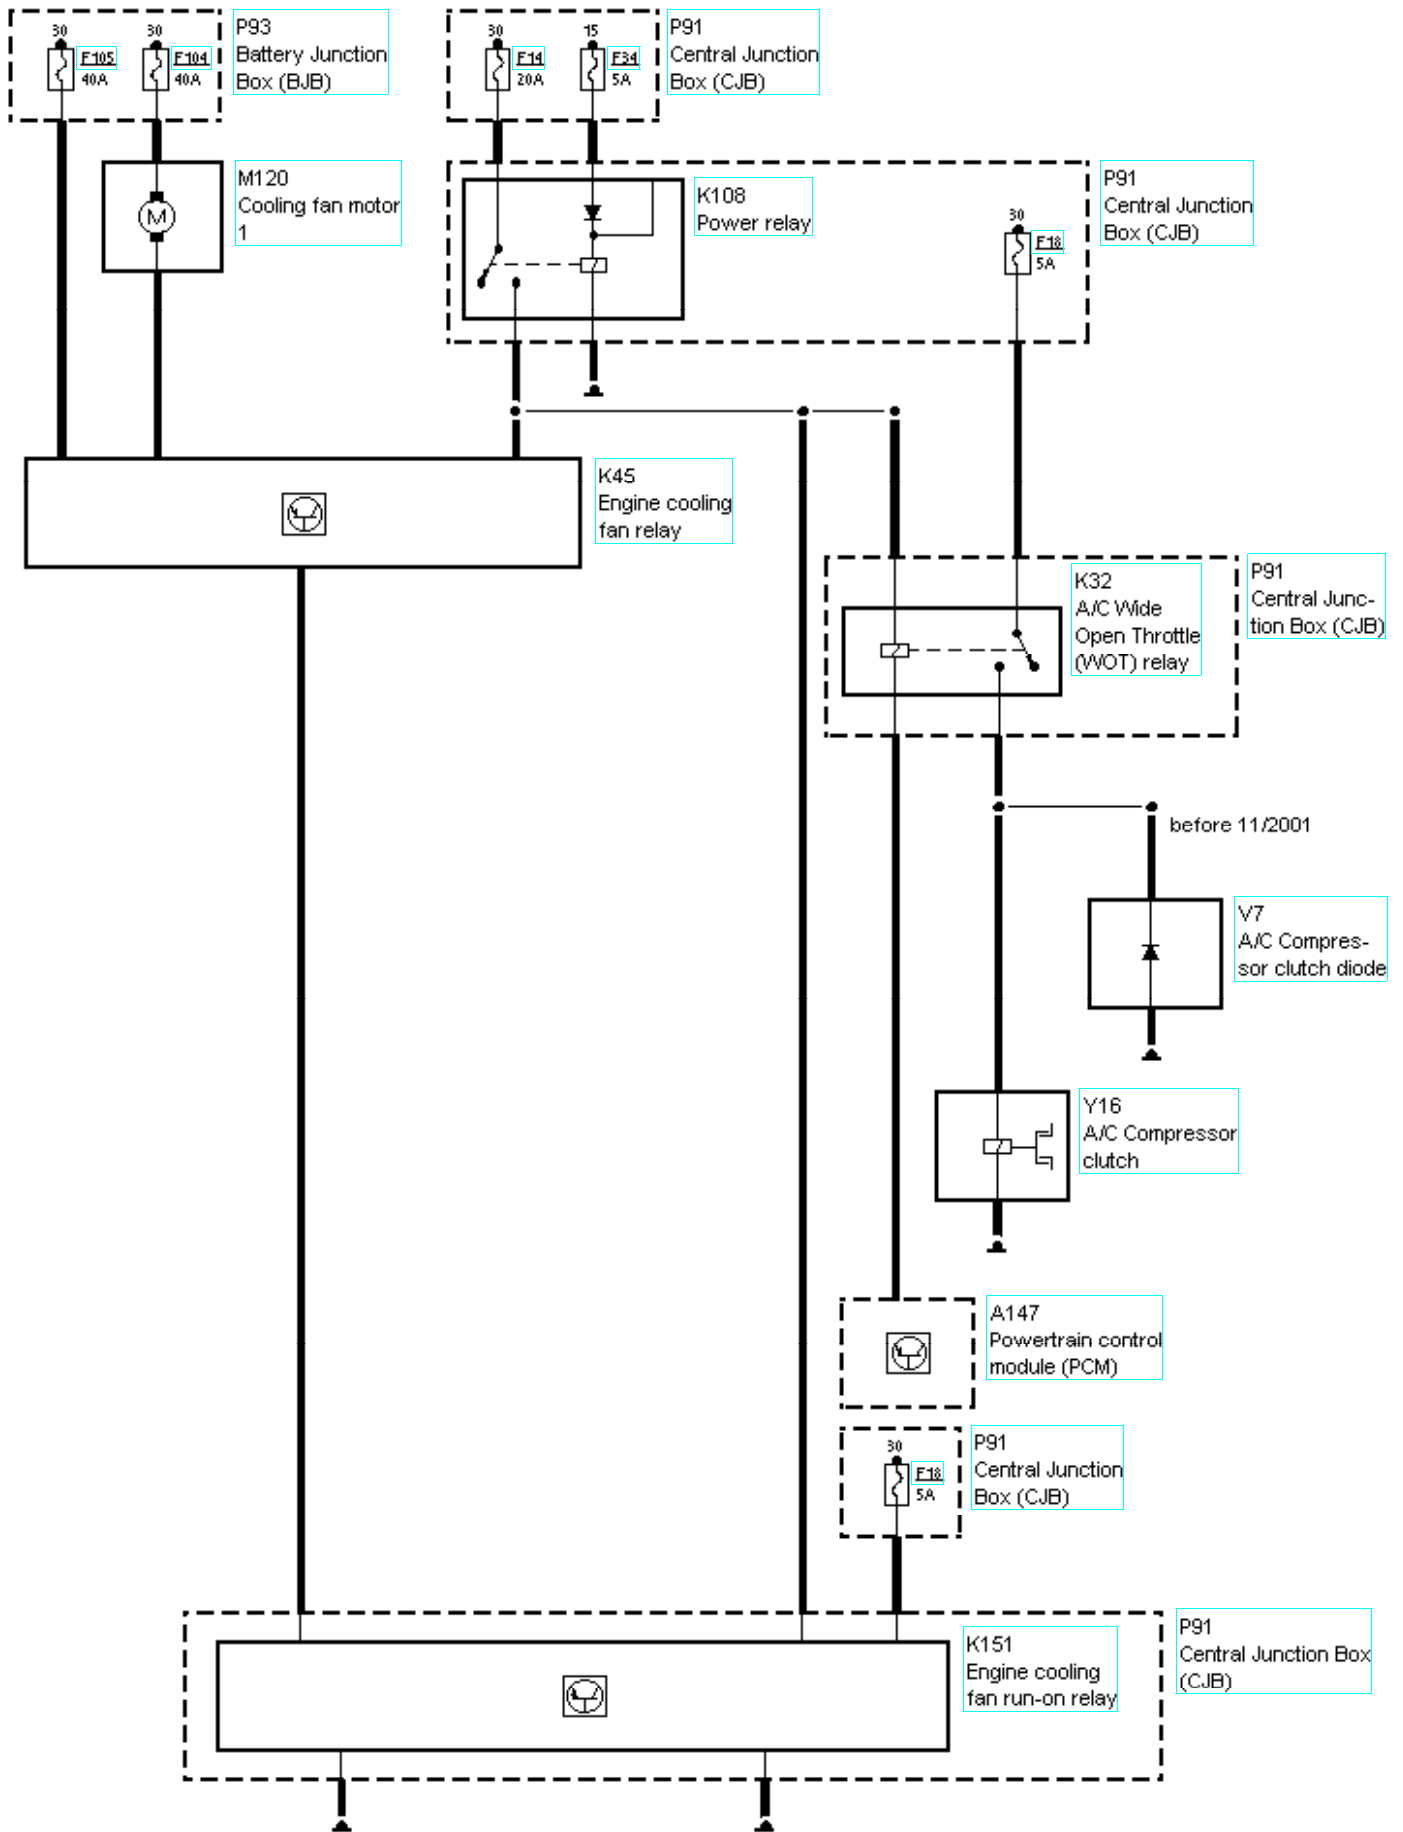 30
F105
40A
30
F104
40A
P93
Battery Junction
Box (BJB)
30
F14
20A
15
F34
5A
P91
Central Junction
Box (CJB)
M
M120
Cooling fan motor
1
K108
Power relay
30
F18
5A
P91
Central Junction
Box (CJB)
K45
Engine cooling
fan relay
K32
A/C Wide
Open Throttle
(WOT) relay
P91
Central Junc-
tion Box (CJB)
before 11/2001
V7
A/C Compres-
sor clutch diode
Y16
A/C Compressor
clutch
A147
Powertrain control
module (PCM)
30
F18
5A
P91
Central Junction
Box (CJB)
K151
Engine cooling
fan run-on relay
P91
Central Junction Box
(CJB)